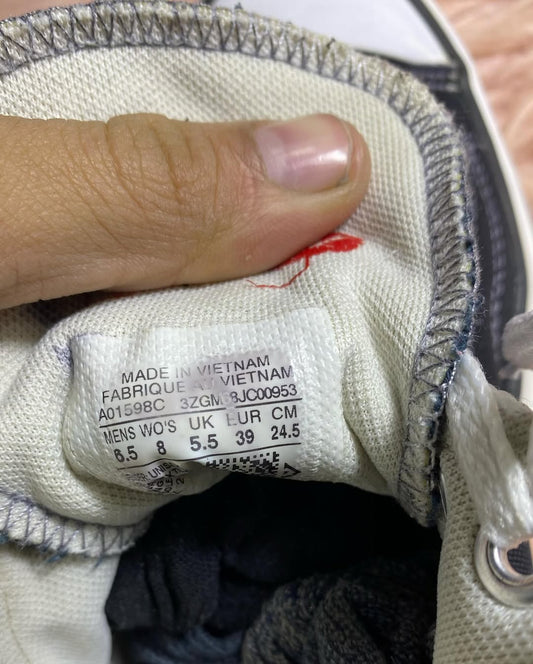 MADE IN VIETNAM
FABRIQUE AU VIETNAM
A01598C 3ZGM68JC00953
MENS WO'S UK EUR CM
6.5 8 5.5 39 24.5